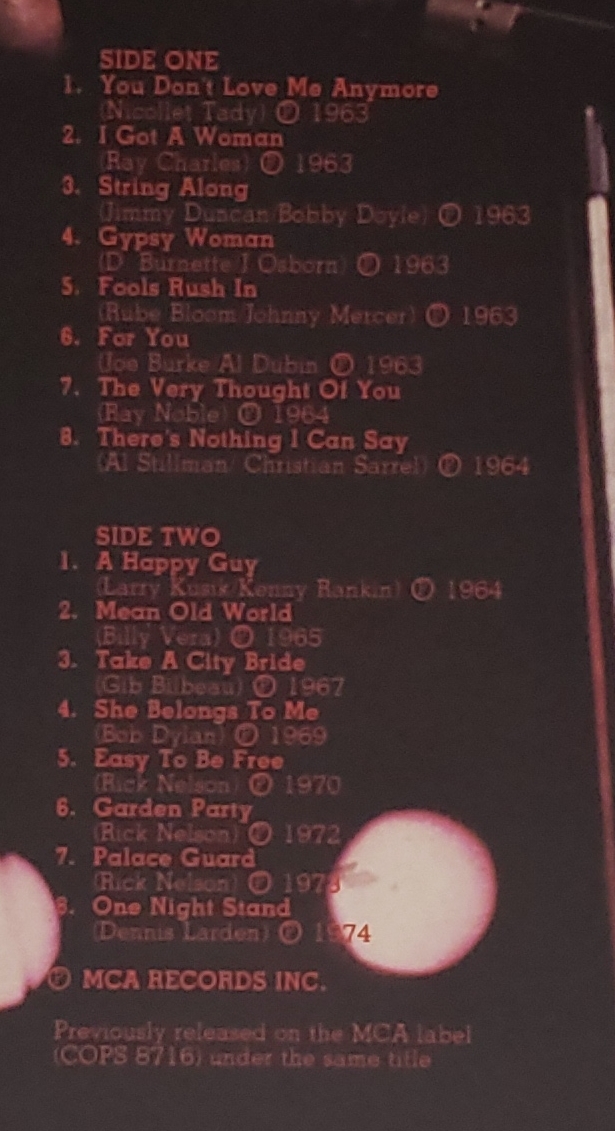 SIDE ONE
1. You Don't Love Me Anymore
(Nicollet Tady) ℗ 1963
2. I Got A Woman
(Ray Charles) ℗ 1963
3. String Along
(Jimmy Duncan/Bobby Doyle) ℗ 1963
4. Gypsy Woman
(D. Burnette/J Osborn) ℗ 1963
5. Fools Rush In
(Rube Bloom/Johnny Mercer) ℗ 1963
6. For You
(Joe Burke/Al Dubin ℗ 1963
7. The Very Thought Of You
(Ray Noble) ℗ 1964
8. There's Nothing I Can Say
(Al Stillman/Christian Sarrel) ℗ 1964
SIDE TWO
1. A Happy Guy
(Larry Kusik/Kenny Rankin) ℗ 1964
2. Mean Old World
(Billy Vera) ℗ 1965
3. Take A City Bride
(Gib Bilbeau) ℗ 1967
4. She Belongs To Me
(Bob Dylan) ℗ 1969
5. Easy To Be Free
(Rick Nelson) ℗ 1970
6. Garden Party
(Rick Nelson) ℗ 1972
7. Palace Guard
(Rick Nelson) ℗ 1973
8. One Night Stand
(Dennis Larden) ℗ 1974
℗ MCA RECORDS INC.
Previously released on the MCA label
(COPS 8716) under the same title